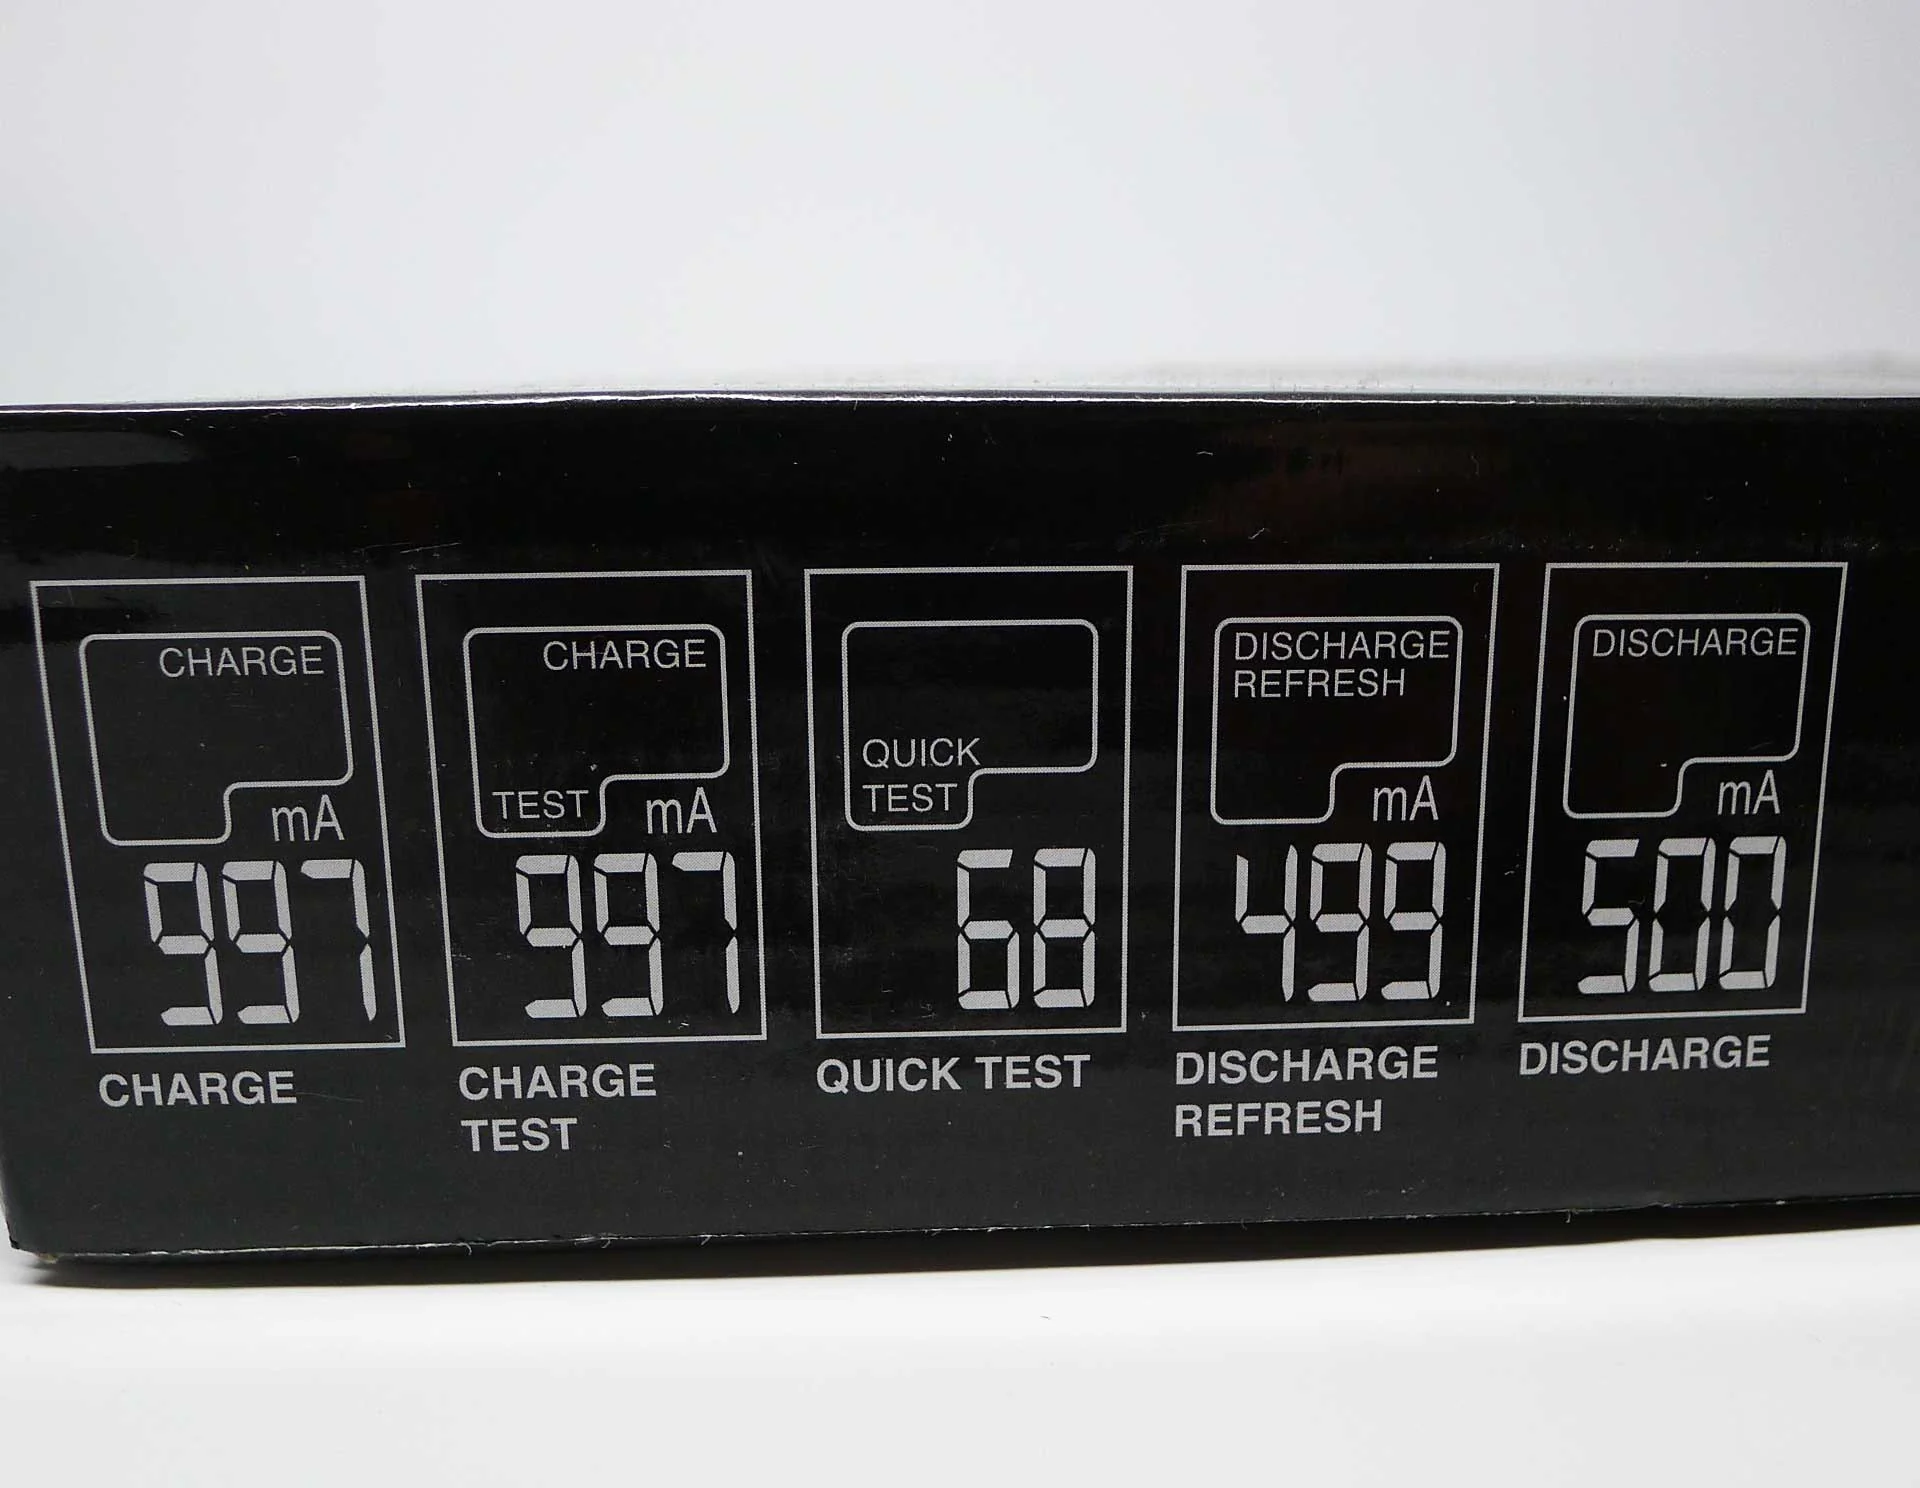 CHARGE
mA
997
CHARGE
CHARGE
TEST mA
997
CHARGE
TEST
QUICK
TEST
68
QUICK TEST
DISCHARGE
REFRESH
mA
499
DISCHARGE
REFRESH
DISCHARGE
mA
500
DISCHARGE